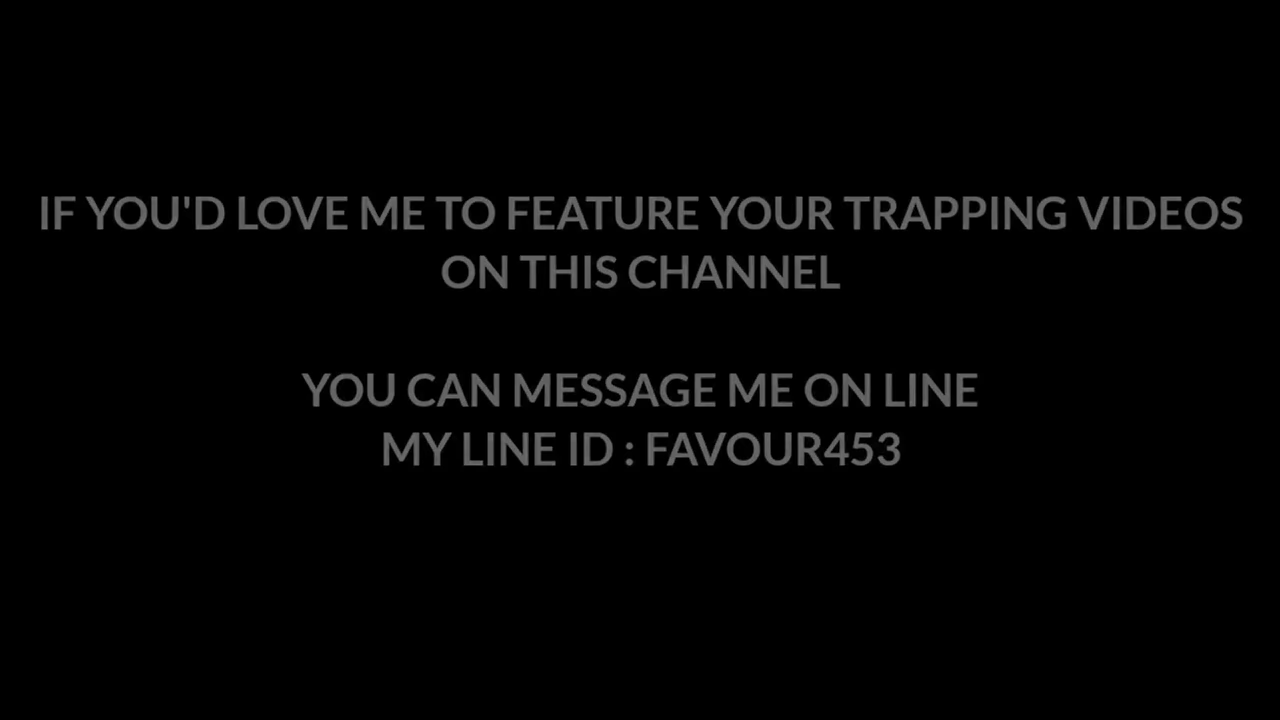 IF YOU'D LOVE ME TO FEATURE YOUR TRAPPING VIDEOS
ON THIS CHANNEL
YOU CAN MESSAGE ME ON LINE
MY LINE ID : FAVOUR453